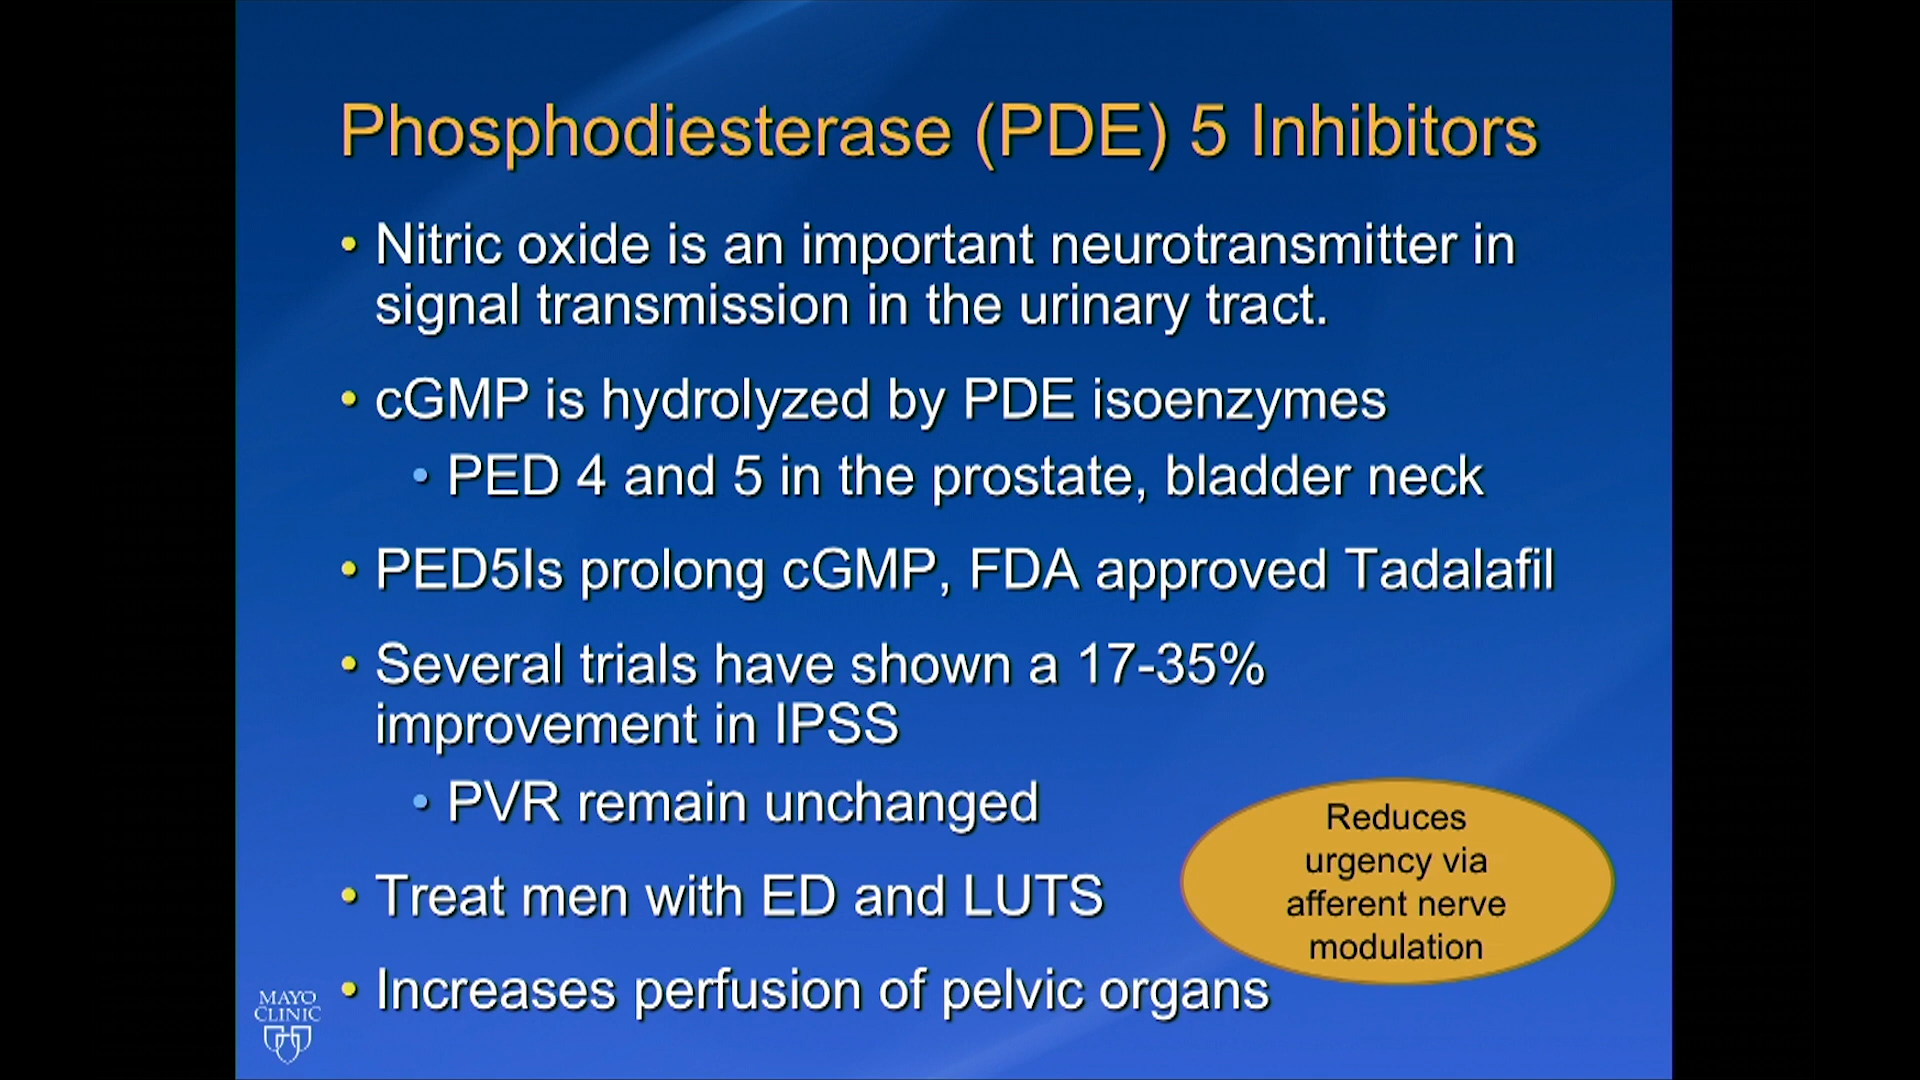 Phosphodiesterase (PDE) 5 Inhibitors
• Nitric oxide is an important neurotransmitter in
signal transmission in the urinary tract.
• cGMP is hydrolyzed by PDE isoenzymes
• PED 4 and 5 in the prostate, bladder neck
• PED5Is prolong cGMP, FDA approved Tadalafil
• Several trials have shown a 17-35%
improvement in IPSS
• PVR remain unchanged
• Treat men with ED and LUTS
• Increases perfusion of pelvic organs
Reduces
urgency via
afferent nerve
modulation
MAYO
CLINIC